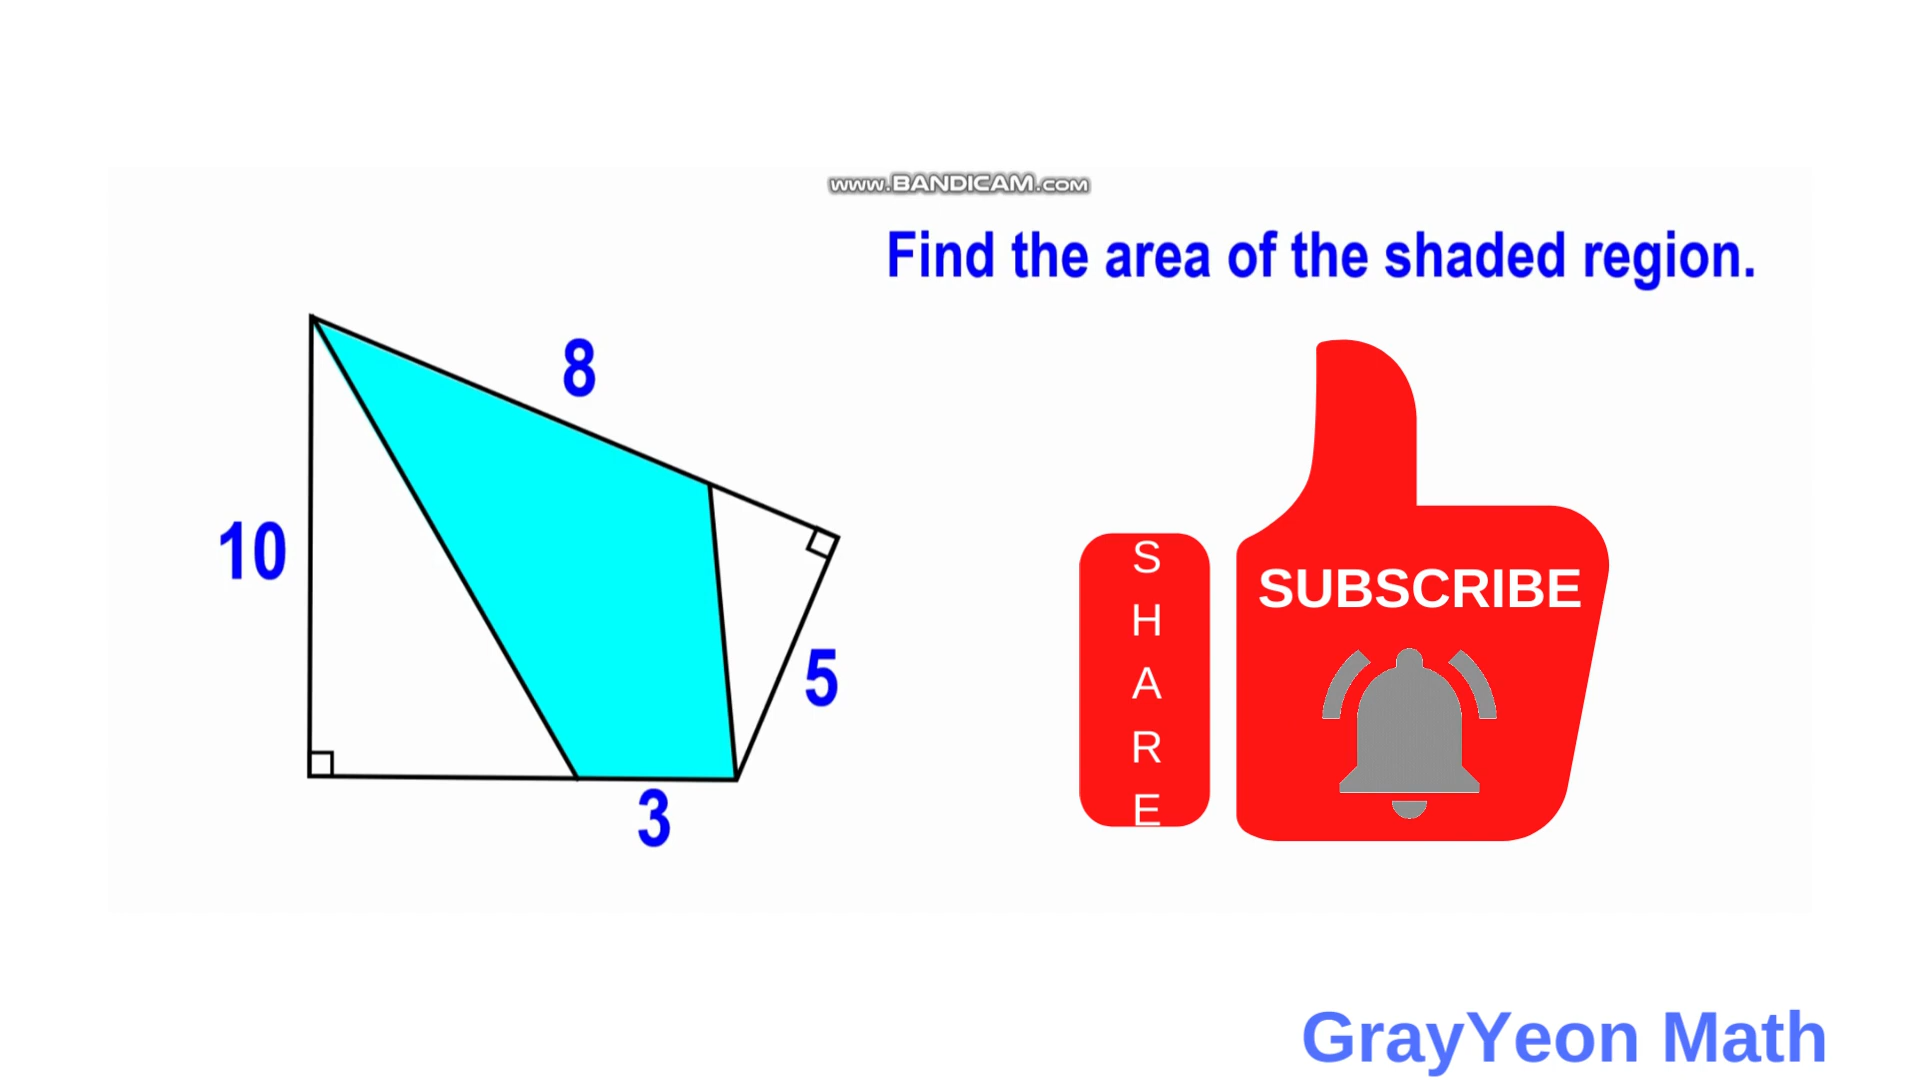 www.BANDICAM.com
Find the area of the shaded region.
8
10
5
3
S
H
A
R
E
SUBSCRIBE
GrayYeon Math